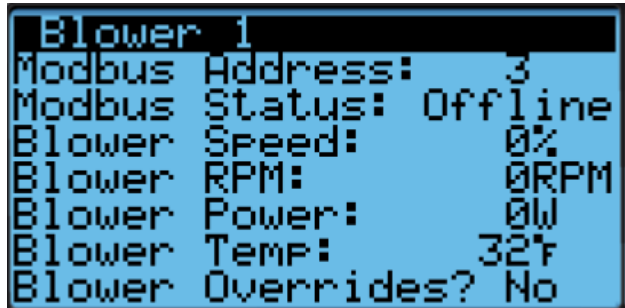 Blower 1
Modbus Address: 3
Modbus Status: Offline
Blower Speed: 0%
Blower RPM: 0RPM
Blower Power: 0W
Blower Temp: 32°F
Blower Overrides? No